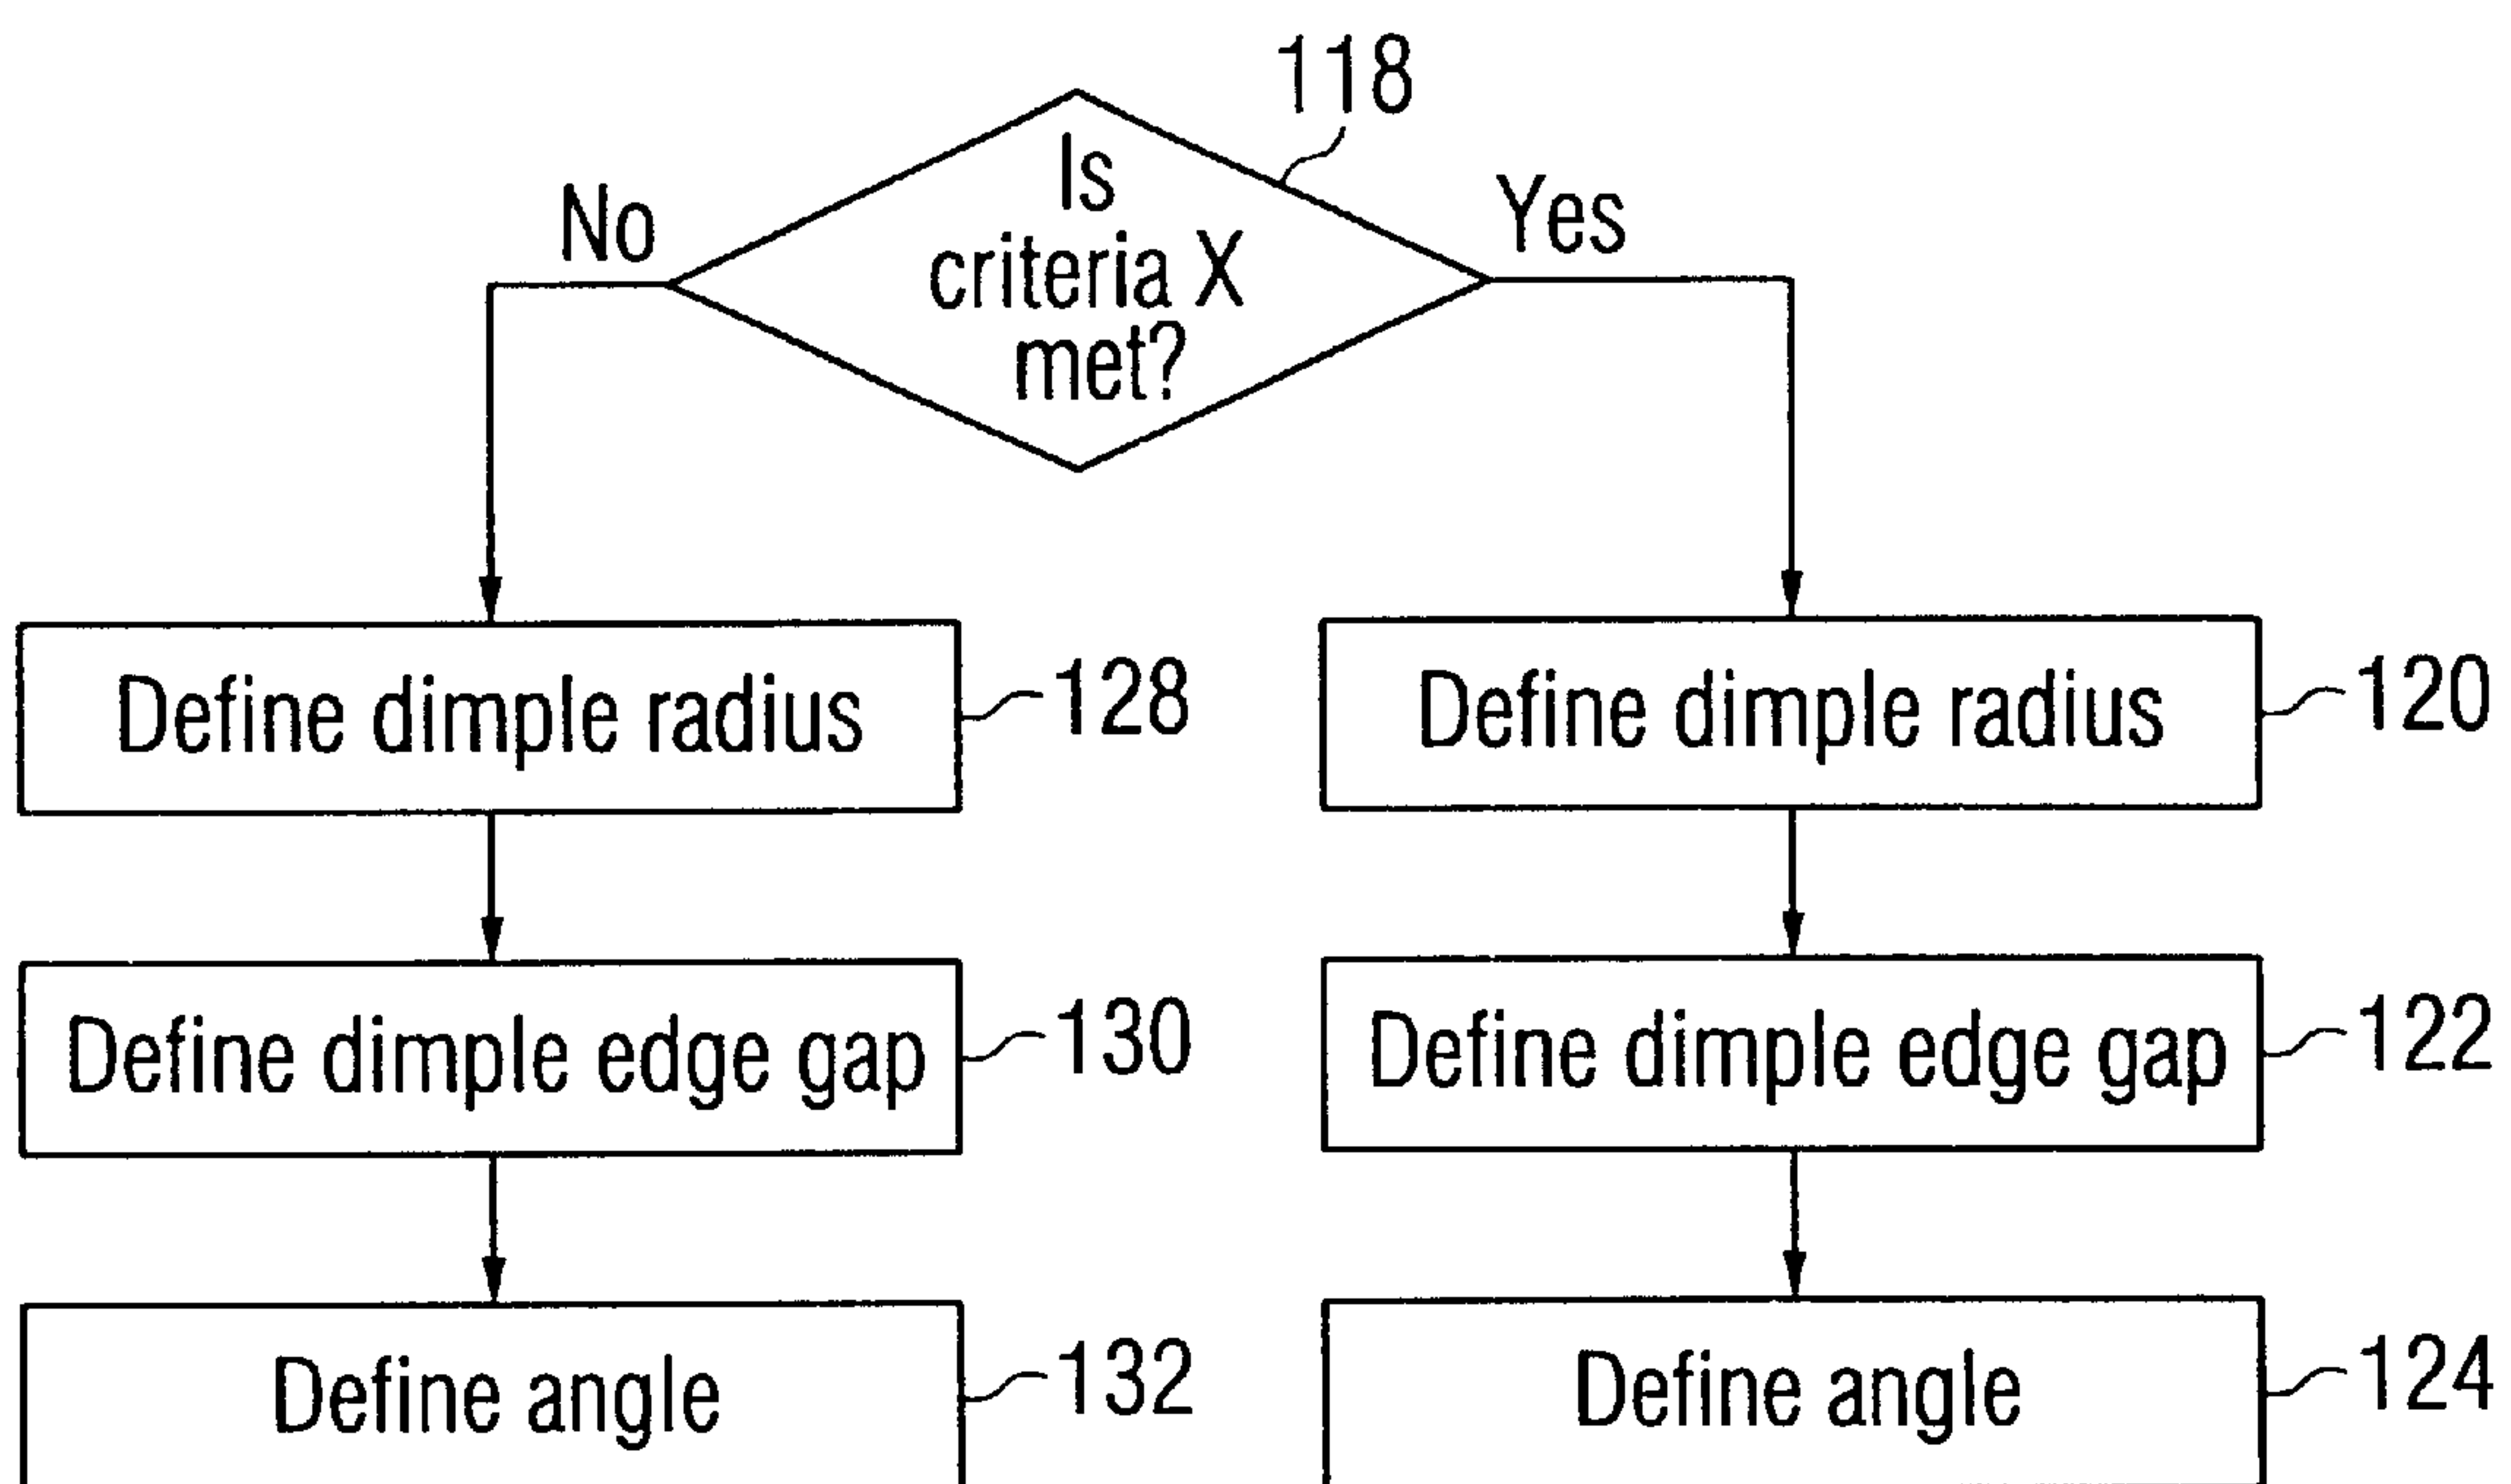 118
Is
criteria X
met?
No
Yes
Define dimple radius
128
Define dimple radius
120
Define dimple edge gap
130
Define dimple edge gap
122
Define angle
132
Define angle
124